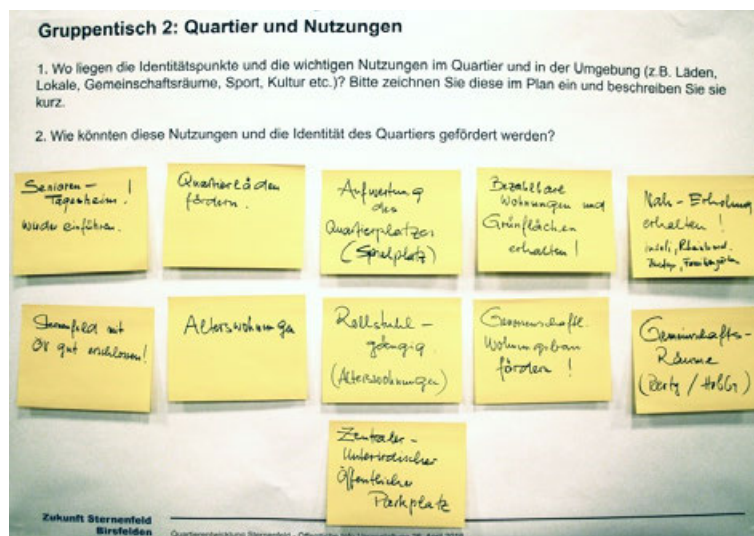 Gruppentisch 2: Quartier und Nutzungen
1. Wo liegen die Identitätspunkte und die wichtigen Nutzungen im Quartier und in der Umgebung (z.B. Läden,
Lokale, Gemeinschaftsräume, Sport, Kultur etc.)? Bitte zeichnen Sie diese im Plan ein und beschreiben Sie sie
kurz.
2. Wie könnten diese Nutzungen und die Identität des Quartiers gefördert werden?
Senioren-
Tagesheim!
wieder einführen.
Quartierläden
fördern.
Aufwertung
des
Quartierplatzes
(Spielplatz)
Bezahlbare
Wohnungen und
Grünflächen
erhalten!
Nah-Erholung
erhalten!
Sternenfeld mit
ÖV gut erschlossen!
Alterswohnungen
Rollstuhl-
gängig.
(Alterswohnungen)
Genossenschaftl.
Wohnungsbau
fördern!
Gemeinschafts-
Räume
(Party / Hobby)
Zentraler-
Unterirdischer
Öffentlicher
Parkplatz
Zukunft Sternenfeld
Birsfelden
Quartierentwicklung Sternenfeld - Öffentliche